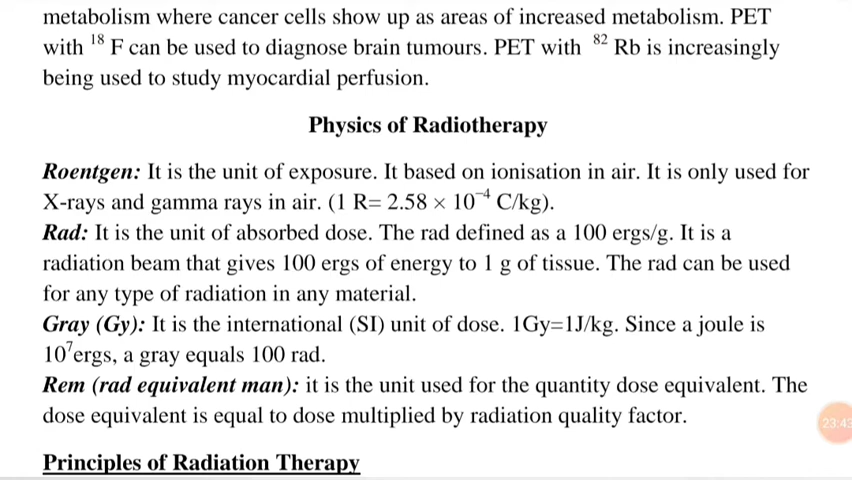 metabolism where cancer cells show up as areas of increased metabolism. PET
with ¹⁸ F can be used to diagnose brain tumours. PET with ⁸² Rb is increasingly
being used to study myocardial perfusion.
Physics of Radiotherapy
Roentgen: It is the unit of exposure. It based on ionisation in air. It is only used for
X-rays and gamma rays in air. (1 R= 2.58 × 10⁻⁴ C/kg).
Rad: It is the unit of absorbed dose. The rad defined as a 100 ergs/g. It is a
radiation beam that gives 100 ergs of energy to 1 g of tissue. The rad can be used
for any type of radiation in any material.
Gray (Gy): It is the international (SI) unit of dose. 1Gy=1J/kg. Since a joule is
10⁷ergs, a gray equals 100 rad.
Rem (rad equivalent man): it is the unit used for the quantity dose equivalent. The
dose equivalent is equal to dose multiplied by radiation quality factor.
23:43
Principles of Radiation Therapy